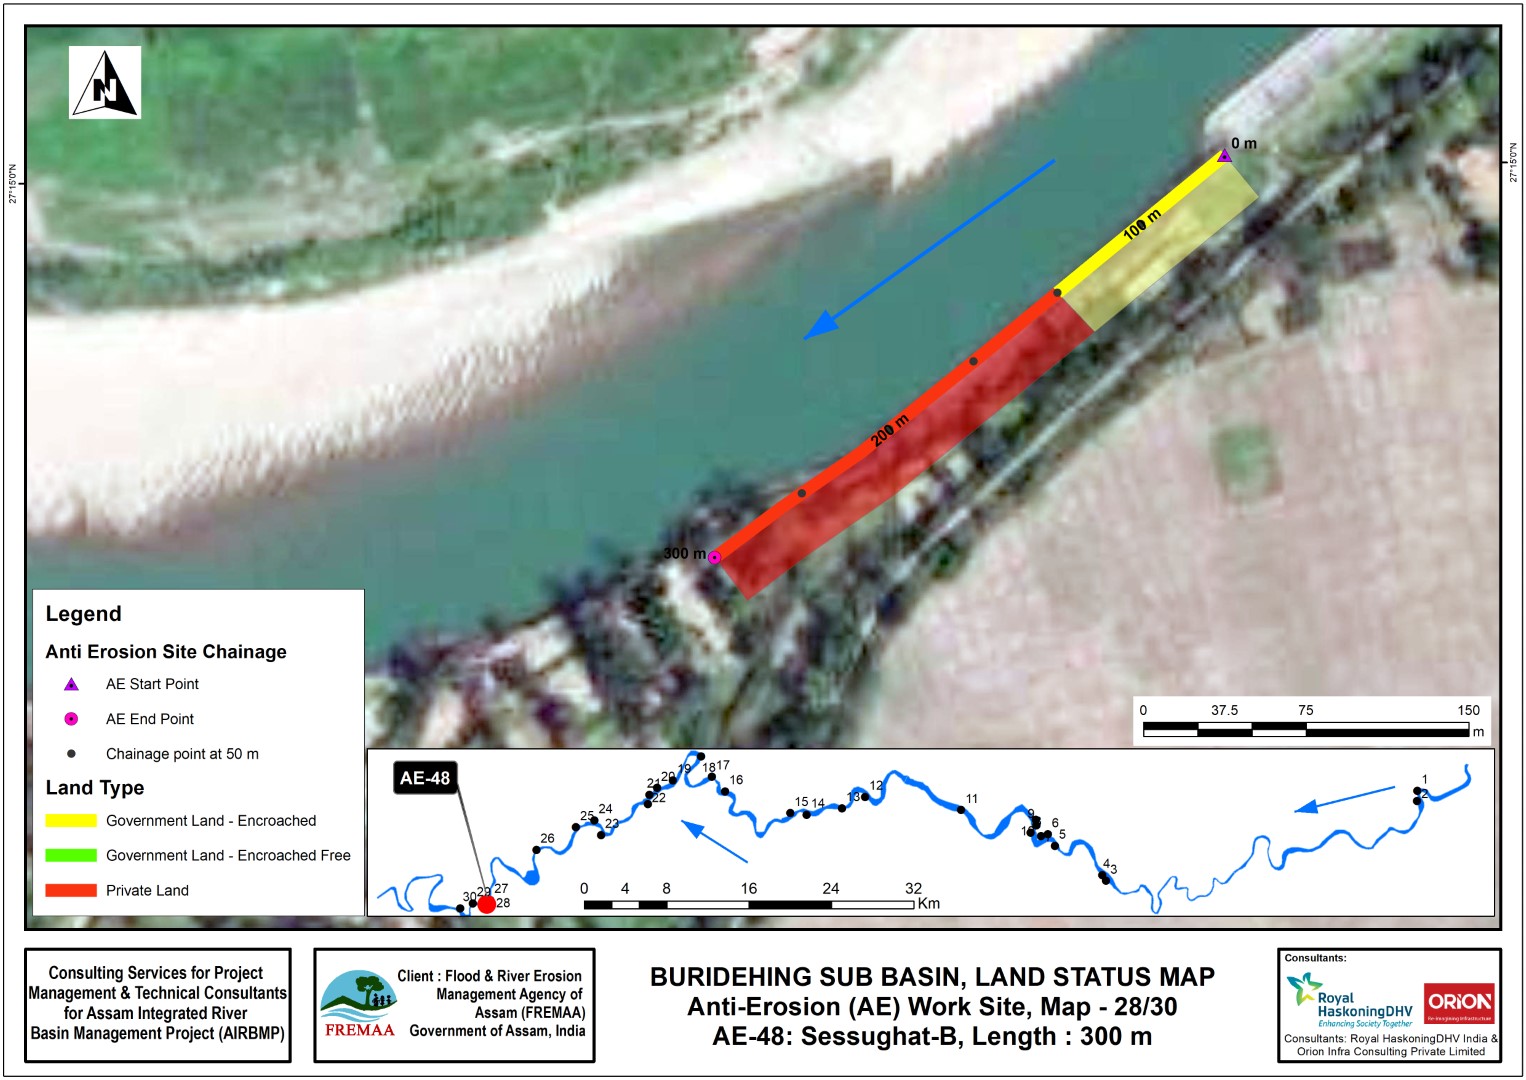 N
27°15'0"N
27°15'0"N
0 m
100 m
200 m
300 m
Legend
Anti Erosion Site Chainage
AE Start Point
AE End Point
Chainage point at 50 m
Land Type
Government Land - Encroached
Government Land - Encroached Free
Private Land
0 37.5 75 150
m
AE-48
1
2
3
4
5
6
9
11
12
13
14
15
16
17
18
19
20
21
22
23
24
25
26
27
28
29
30
0 4 8 16 24 32
Km
Consulting Services for Project
Management & Technical Consultants
for Assam Integrated River
Basin Management Project (AIRBMP)
FREMAA
Client : Flood & River Erosion
Management Agency of
Assam (FREMAA)
Government of Assam, India
BURIDEHING SUB BASIN, LAND STATUS MAP
Anti-Erosion (AE) Work Site, Map - 28/30
AE-48: Sessughat-B, Length : 300 m
Consultants:
Royal
HaskoningDHV
Enhancing Society Together
ORION
Re-imagining infrastructure
Consultants: Royal HaskoningDHV India &
Orion Infra Consulting Private Limited